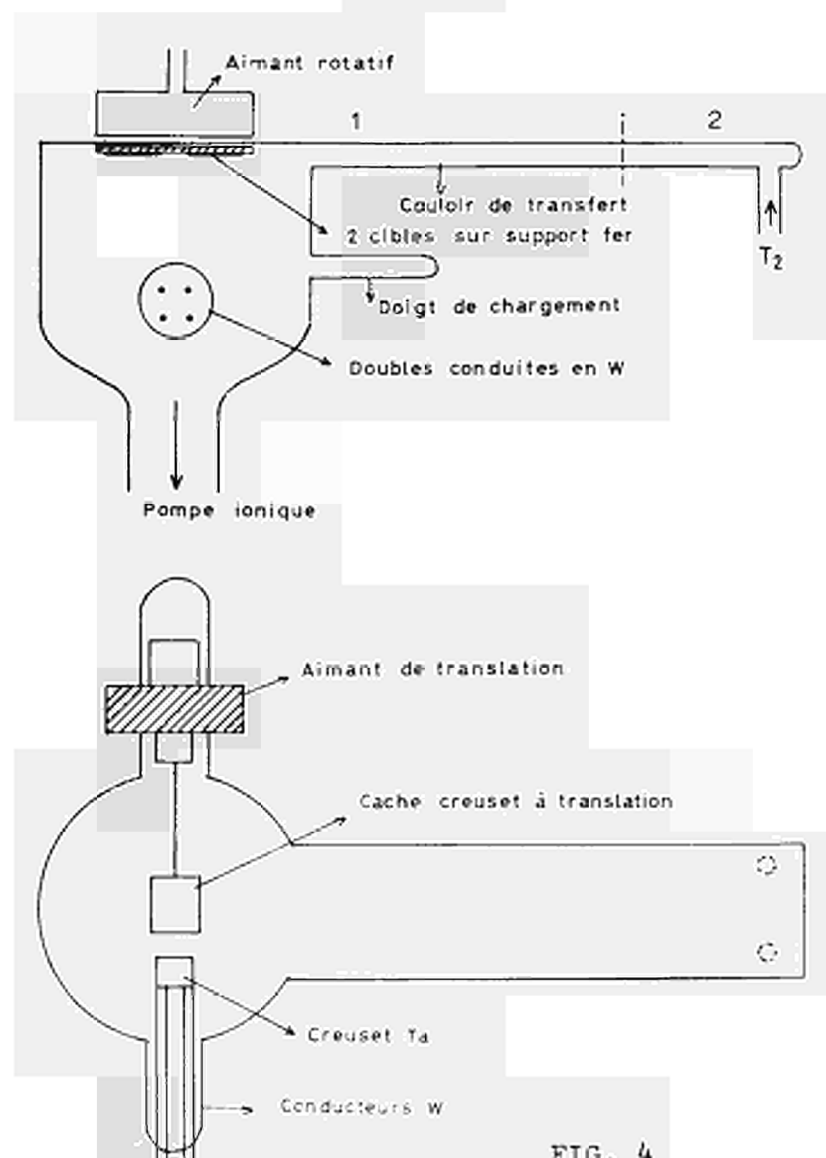 Aimant rotatif
1
2
Couloir de transfert
2 cibles sur support fer
T2
Doigt de chargement
Doubles conduites en W
Pompe ionique
Aimant de translation
Cache creuset à translation
Creuset Ta
Conducteurs W
FIG. 4